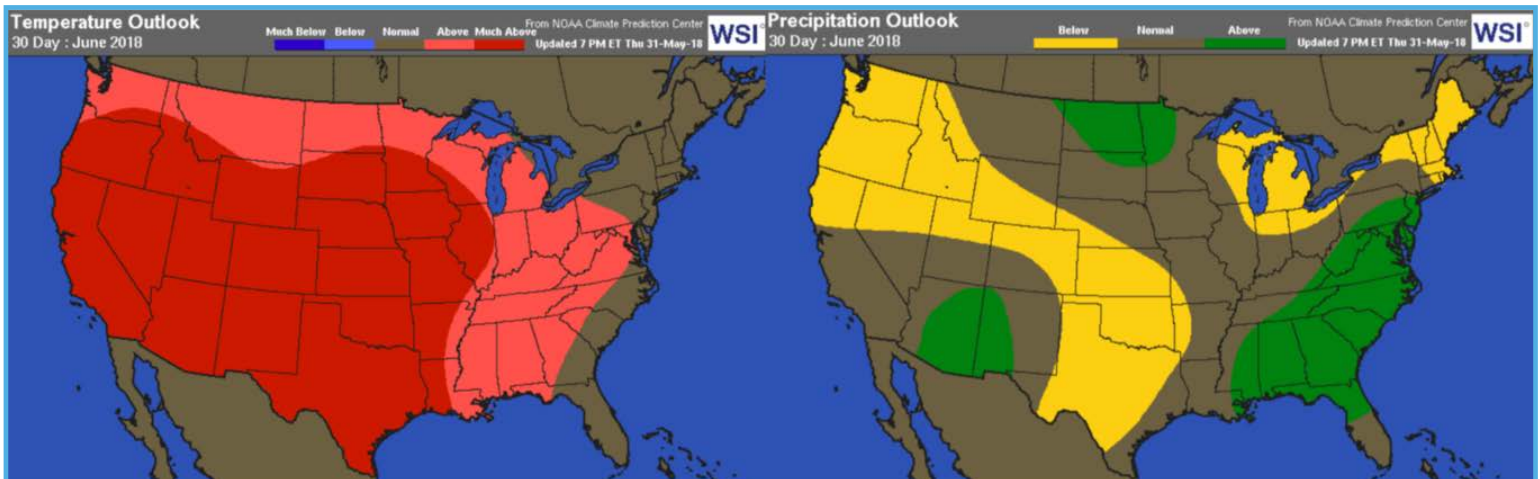 Temperature Outlook
30 Day : June 2018
Much Below Below Normal Above Much Above
From NOAA Climate Prediction Center
Updated 7 PM ET Thu 31-May-18
WSI
Precipitation Outlook
30 Day : June 2018
Below Normal Above
From NOAA Climate Prediction Center
Updated 7 PM ET Thu 31-May-18
WSI